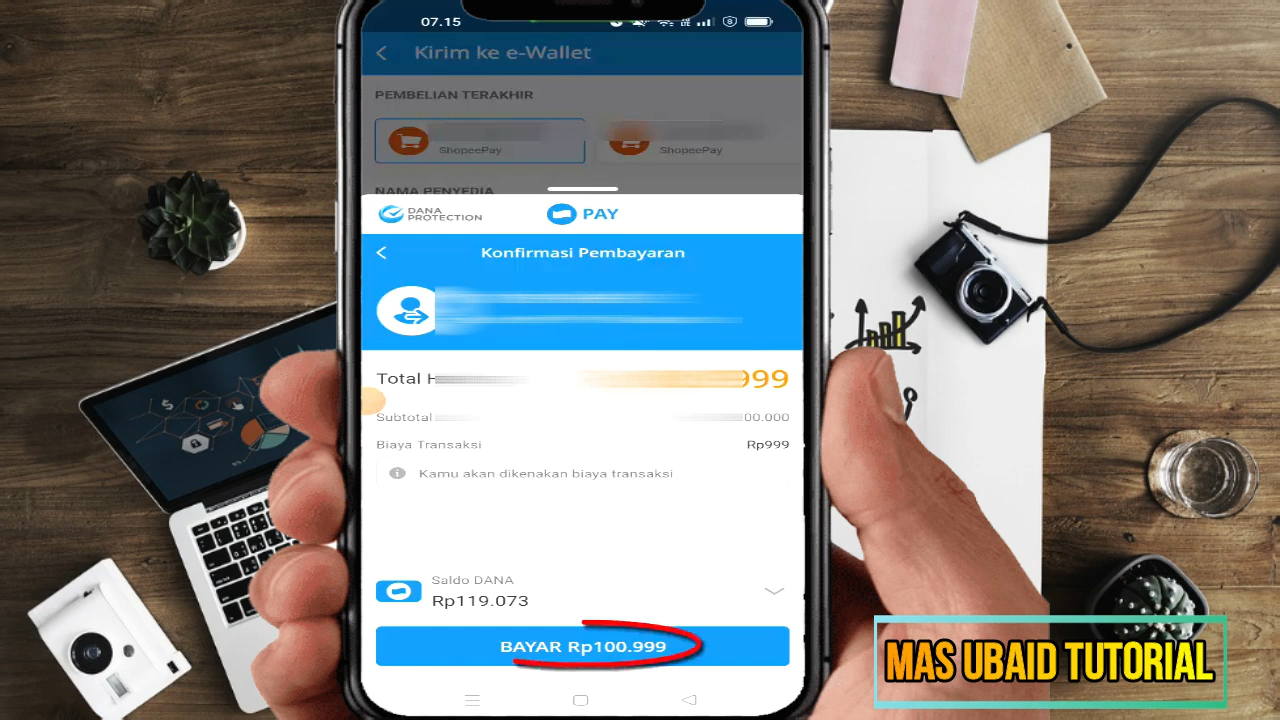 07.15
Kirim ke e-Wallet
PEMBELIAN TERAKHIR
ShopeePay
ShopeePay
NAMA PENYEDIA
DANA PROTECTION
PAY
Konfirmasi Pembayaran
Total
999
Subtotal
00.000
Biaya Transaksi Rp999
Kamu akan dikenakan biaya transaksi
Saldo DANA
Rp119.073
BAYAR Rp100.999
MAS UBAID TUTORIAL